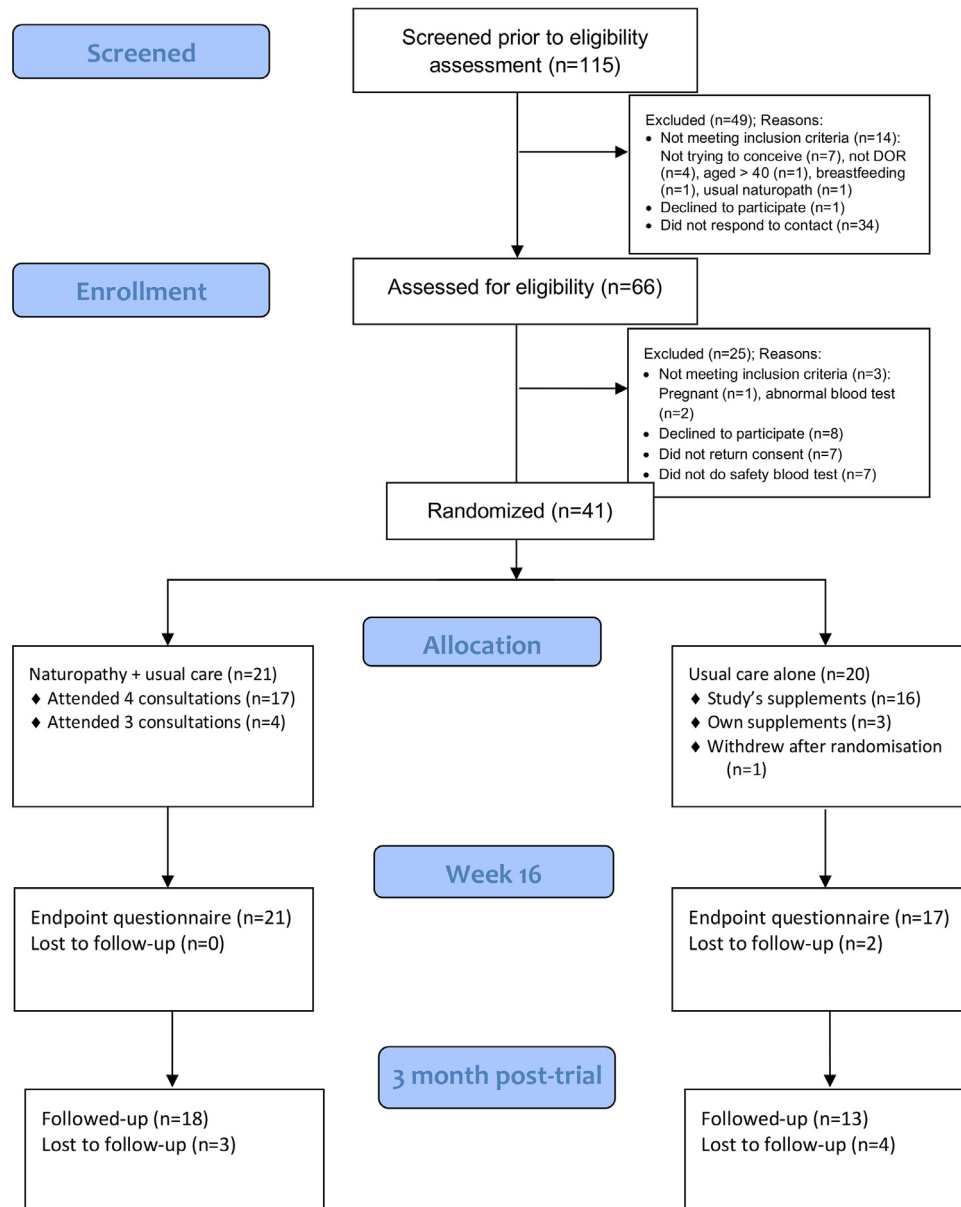 Screened
Screened prior to eligibility
assessment (n=115)
Excluded (n=49); Reasons:
• Not meeting inclusion criteria (n=14):
Not trying to conceive (n=7), not DOR
(n=4), aged > 40 (n=1), breastfeeding
(n=1), usual naturopath (n=1)
• Declined to participate (n=1)
• Did not respond to contact (n=34)
Enrollment
Assessed for eligibility (n=66)
Excluded (n=25); Reasons:
• Not meeting inclusion criteria (n=3):
Pregnant (n=1), abnormal blood test
(n=2)
• Declined to participate (n=8)
• Did not return consent (n=7)
• Did not do safety blood test (n=7)
Randomized (n=41)
Allocation
Naturopathy + usual care (n=21)
♦ Attended 4 consultations (n=17)
♦ Attended 3 consultations (n=4)
Usual care alone (n=20)
♦ Study’s supplements (n=16)
♦ Own supplements (n=3)
♦ Withdrew after randomisation
(n=1)
Week 16
Endpoint questionnaire (n=21)
Lost to follow-up (n=0)
Endpoint questionnaire (n=17)
Lost to follow-up (n=2)
3 month post-trial
Followed-up (n=18)
Lost to follow-up (n=3)
Followed-up (n=13)
Lost to follow-up (n=4)